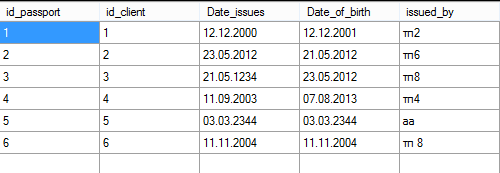 id_passport id_client Date_issues Date_of_birth issued_by
1 1 12.12.2000 12.12.2001 тп2
2 2 23.05.2012 21.05.2012 тп6
3 3 21.05.1234 23.05.2012 тп8
4 4 11.09.2003 07.08.2013 тп4
5 5 03.03.2344 03.03.2344 aa
6 6 11.11.2004 11.11.2004 тп 8